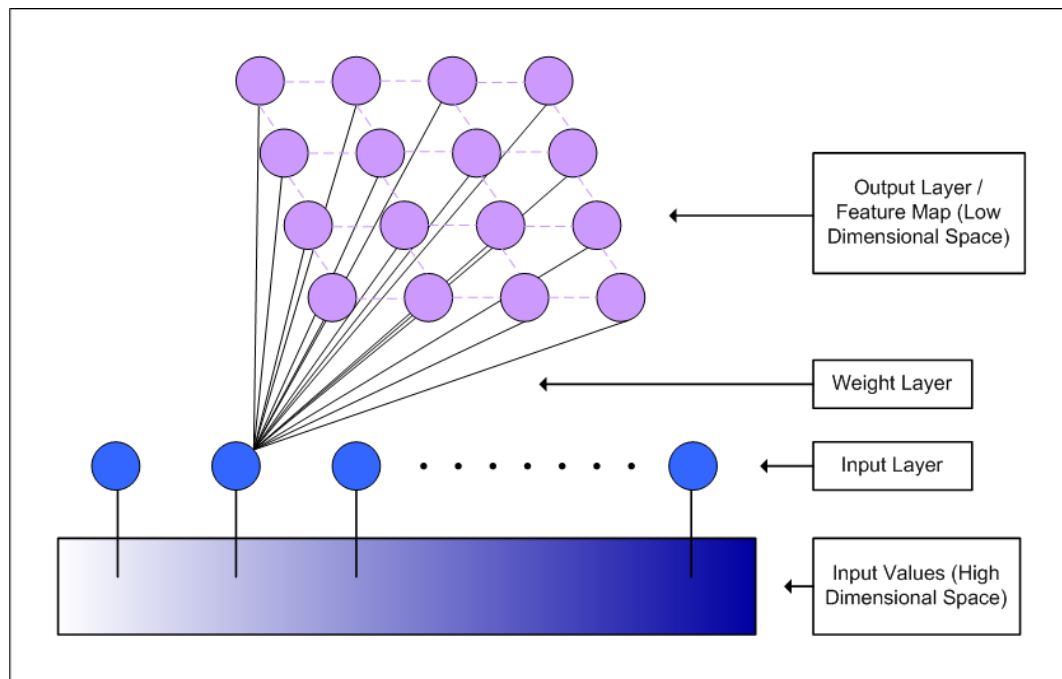 Output Layer /
Feature Map (Low
Dimensional Space)
Weight Layer
Input Layer
Input Values (High
Dimensional Space)